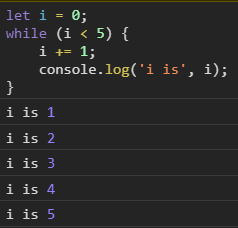 let i = 0;
while (i < 5) {
    i += 1;
    console.log('i is', i);
}
i is 1
i is 2
i is 3
i is 4
i is 5